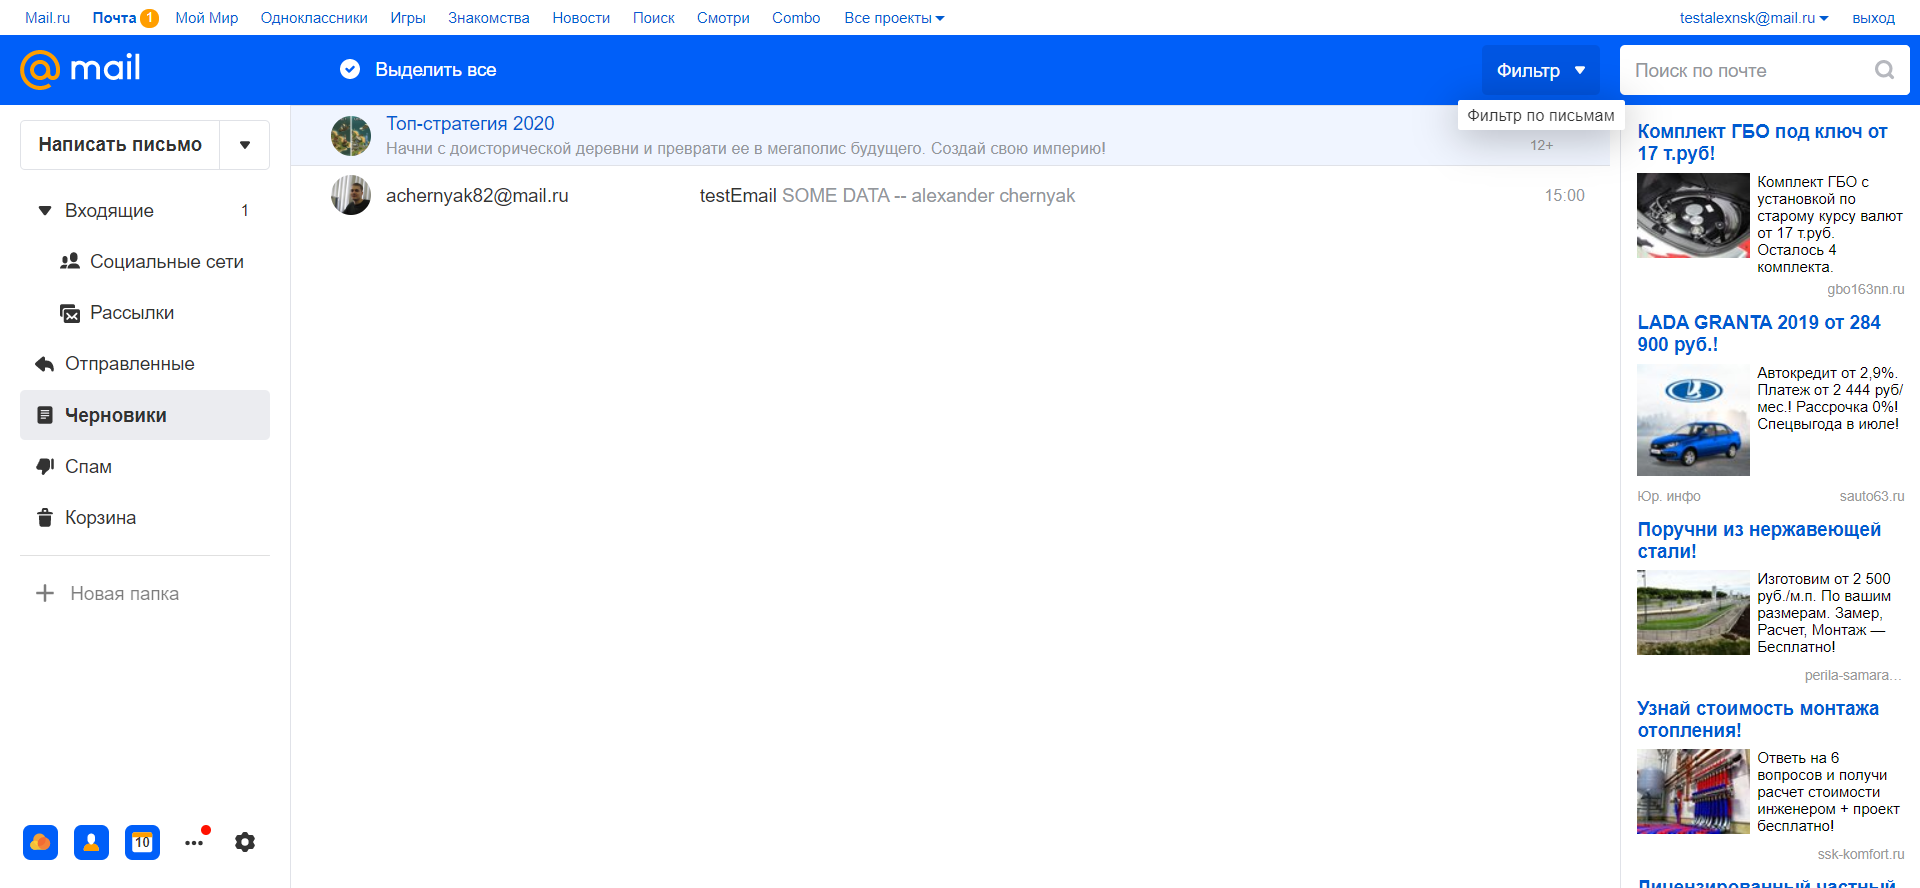 Mail.ru Почта 1 Мой Мир Одноклассники Игры Знакомства Новости Поиск Смотри Combo Все проекты testalexnsk@mail.ru выход
@mail Выделить все Фильтр Поиск по почте
Фильтр по письмам
Написать письмо
Входящие 1
Социальные сети
Рассылки
Отправленные
Черновики
Спам
Корзина
Новая папка
10
Топ-стратегия 2020
Начни с доисторической деревни и преврати ее в мегаполис будущего. Создай свою империю! 12+
achernyak82@mail.ru testEmail SOME DATA -- alexander chernyak 15:00
Комплект ГБО под ключ от
17 т.руб!
Комплект ГБО с
установкой по
старому курсу валют
от 17 т.руб.
Осталось 4
комплекта.
gbo163nn.ru
LADA GRANTA 2019 от 284
900 руб.!
Автокредит от 2,9%.
Платеж от 2 444 руб/
мес.! Рассрочка 0%!
Спецвыгода в июле!
Юр. инфо sauto63.ru
Поручни из нержавеющей
стали!
Изготовим от 2 500
руб./м.п. По вашим
размерам. Замер,
Расчет, Монтаж —
Бесплатно!
perila-samara…
Узнай стоимость монтажа
отопления!
Ответь на 6
вопросов и получи
расчет стоимости
инженером + проект
бесплатно!
ssk-komfort.ru
Лицензированный частный